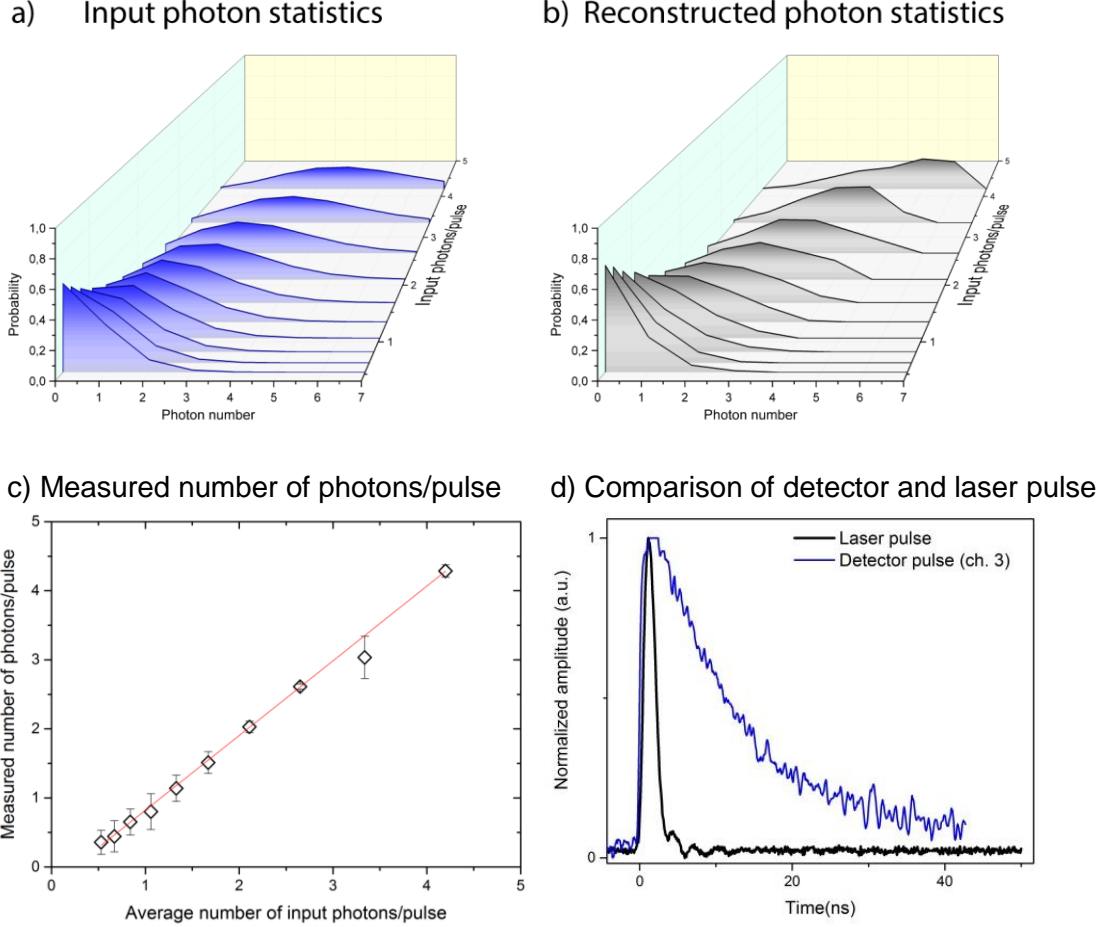 a) Input photon statistics
b) Reconstructed photon statistics
1,0
0,8
0,6
0,4
0,2
0,0
Probability
0 1 2 3 4 5 6 7
Photon number
1
2
3
4
5
Input photons/pulse
1,0
0,8
0,6
0,4
0,2
0,0
Probability
0 1 2 3 4 5 6 7
Photon number
1
2
3
4
5
Input photons/pulse
c) Measured number of photons/pulse
5
4
3
2
1
0
Measured number of photons/pulse
0 1 2 3 4 5
Average number of input photons/pulse
d) Comparison of detector and laser pulse
Laser pulse
Detector pulse (ch. 3)
1
0
Normalized amplitude (a.u.)
0 20 40
Time(ns)